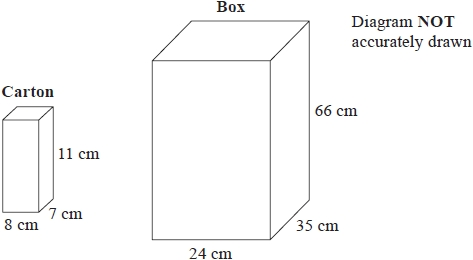 Box
Diagram NOT
accurately drawn
Carton
66 cm
11 cm
7 cm
8 cm
35 cm
24 cm